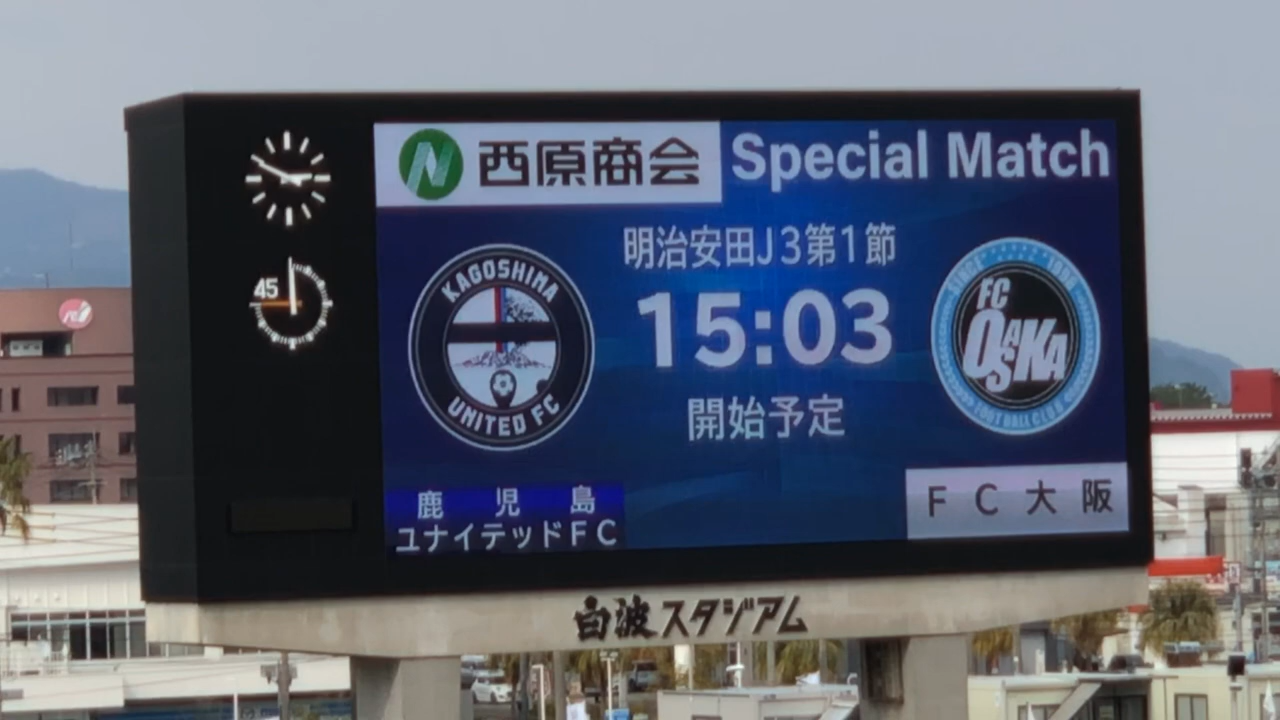 西原商会 Special Match
明治安田J3第1節
15:03
開始予定
KAGOSHIMA
UNITED FC
FC
OSAKA
FOOTBALL CLUB
鹿児島
ユナイテッドFC
FC大阪
45
白波スタジアム